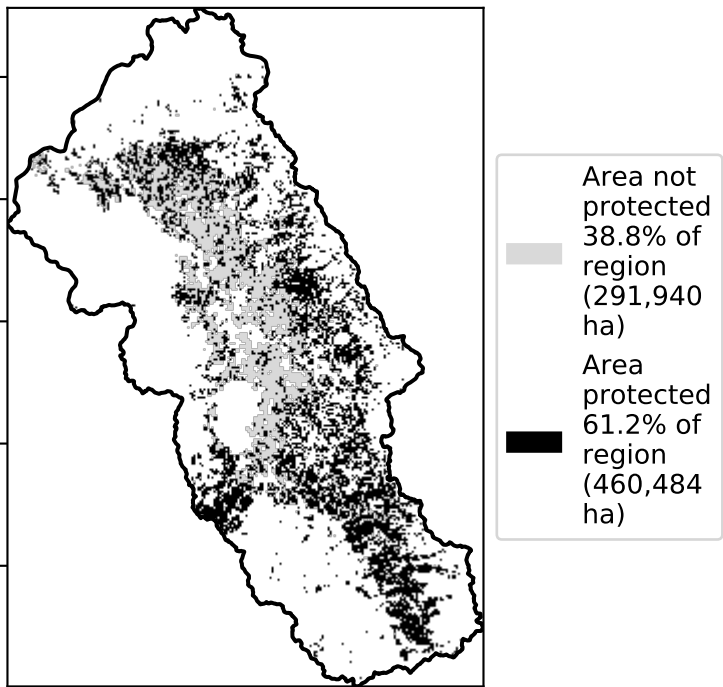 Area not
protected
38.8% of
region
(291,940
ha)
Area
protected
61.2% of
region
(460,484
ha)